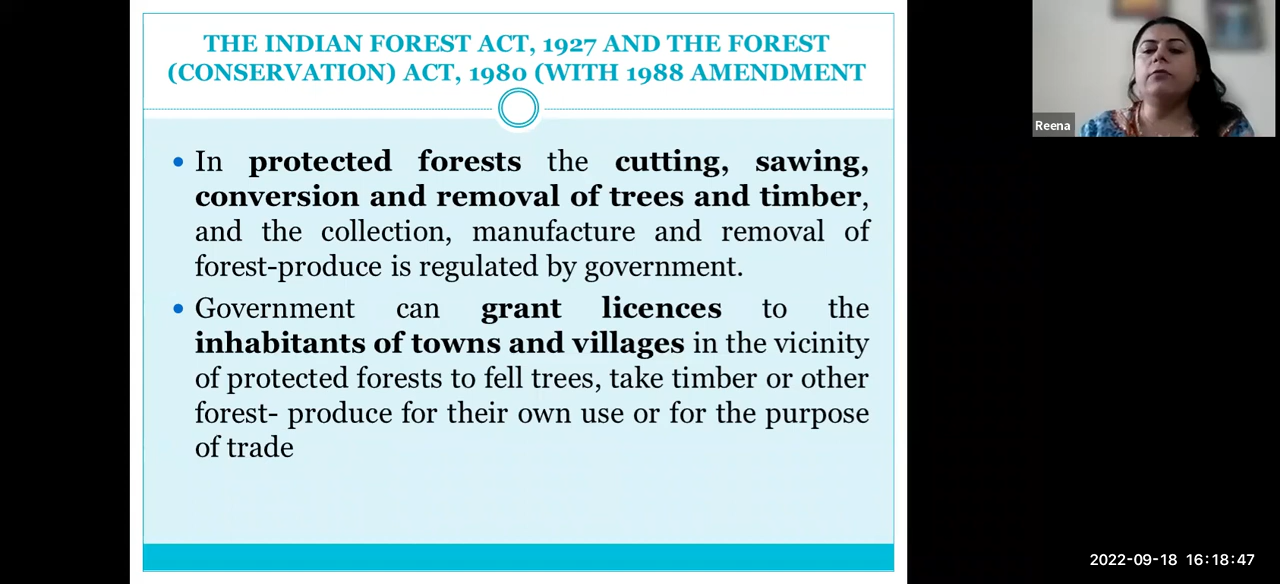 THE INDIAN FOREST ACT, 1927 AND THE FOREST
(CONSERVATION) ACT, 1980 (WITH 1988 AMENDMENT
• In protected forests the cutting, sawing,
conversion and removal of trees and timber,
and the collection, manufacture and removal of
forest-produce is regulated by government.
• Government can grant licences to the
inhabitants of towns and villages in the vicinity
of protected forests to fell trees, take timber or other
forest- produce for their own use or for the purpose
of trade
Reena
2022-09-18 16:18:47